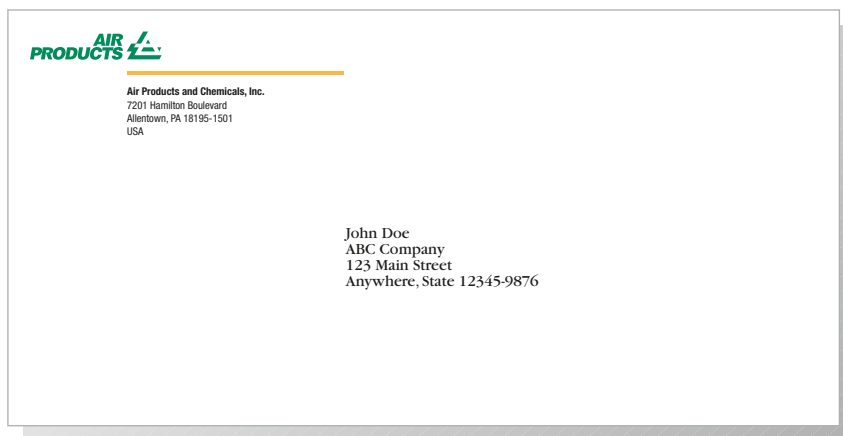 AIR
PRODUCTS
Air Products and Chemicals, Inc.
7201 Hamilton Boulevard
Allentown, PA 18195-1501
USA
John Doe
ABC Company
123 Main Street
Anywhere, State 12345-9876